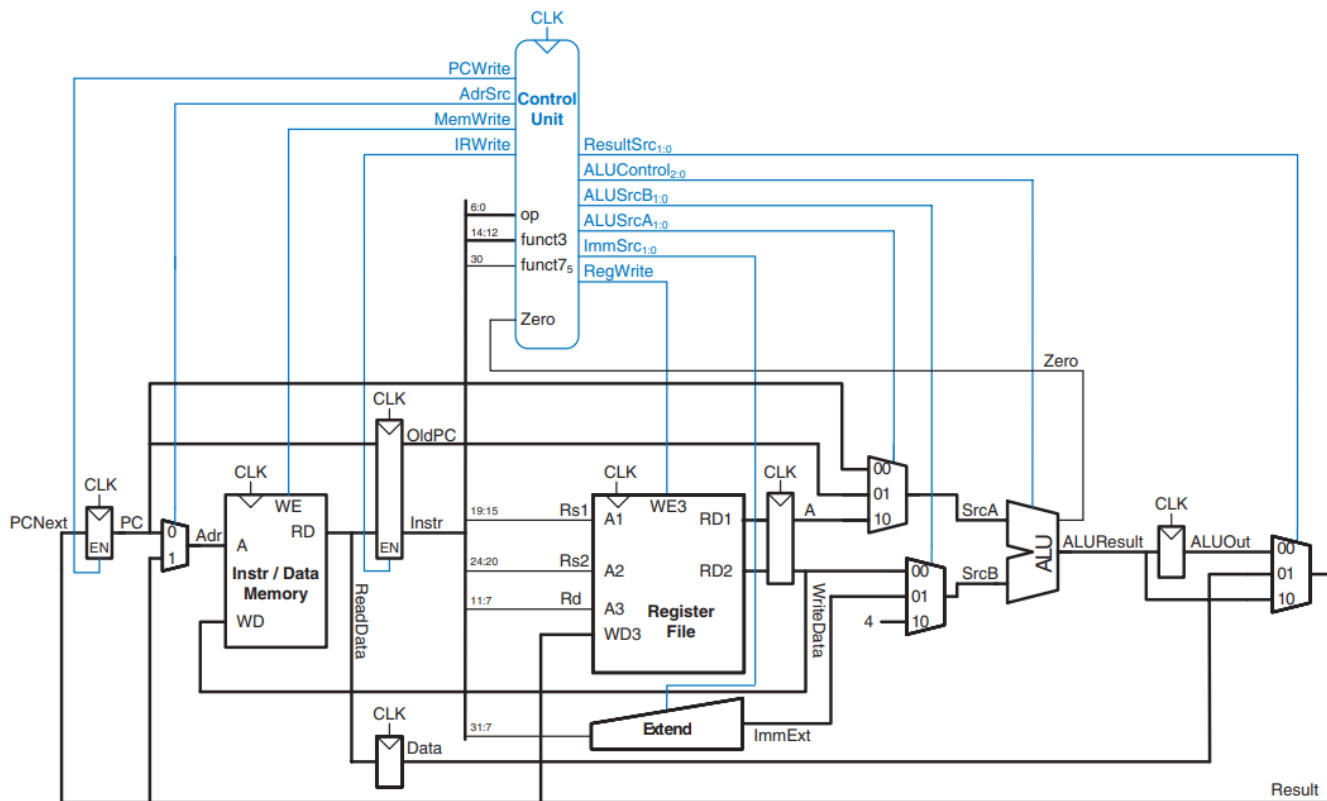 CLK
PCWrite
AdrSrc
MemWrite
IRWrite
Control
Unit
ResultSrc1:0
ALUControl2:0
ALUSrcB1:0
ALUSrcA1:0
ImmSrc1:0
RegWrite
6:0
op
14:12
funct3
30
funct75
Zero
Zero
CLK
OldPC
CLK
PCNext
PC
EN
0
1
Adr
CLK
WE
RD
A
Instr / Data
Memory
WD
ReadData
EN
Instr
19:15
Rs1
24:20
Rs2
11:7
Rd
31:7
CLK
WE3
A1
RD1
A2
RD2
A3
WD3
Register
File
CLK
A
WriteData
00
01
10
SrcA
00
01
10
4
SrcB
ALU
ALUResult
CLK
ALUOut
00
01
10
Extend
ImmExt
CLK
Data
Result